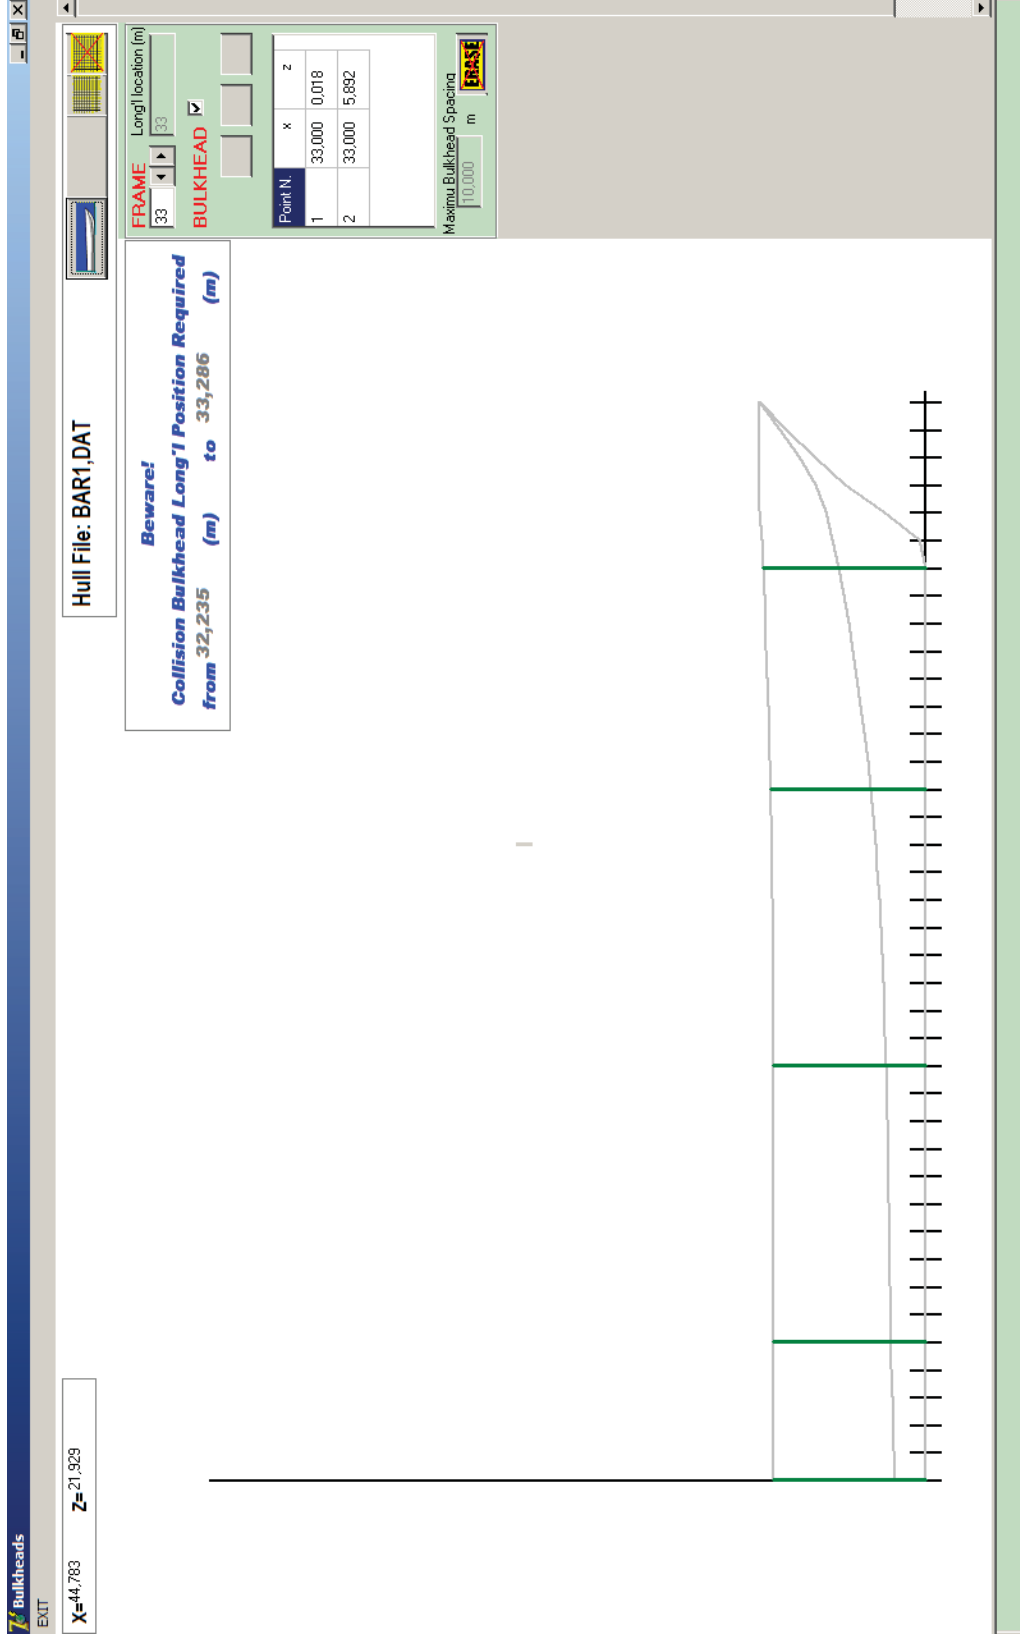 Bulkheads
EXIT
X=44,783 Z=21,929
Hull File: BAR1,DAT
Beware!
Collision Bulkhead Long'l Position Required
from 32,235 (m) to 33,286 (m)
FRAME Long'l location (m)
33 33
BULKHEAD
Point N. x z
1 33,000 0,018
2 33,000 5,892
Maximu Bulkhead Spacing
10,000 m
ERASE